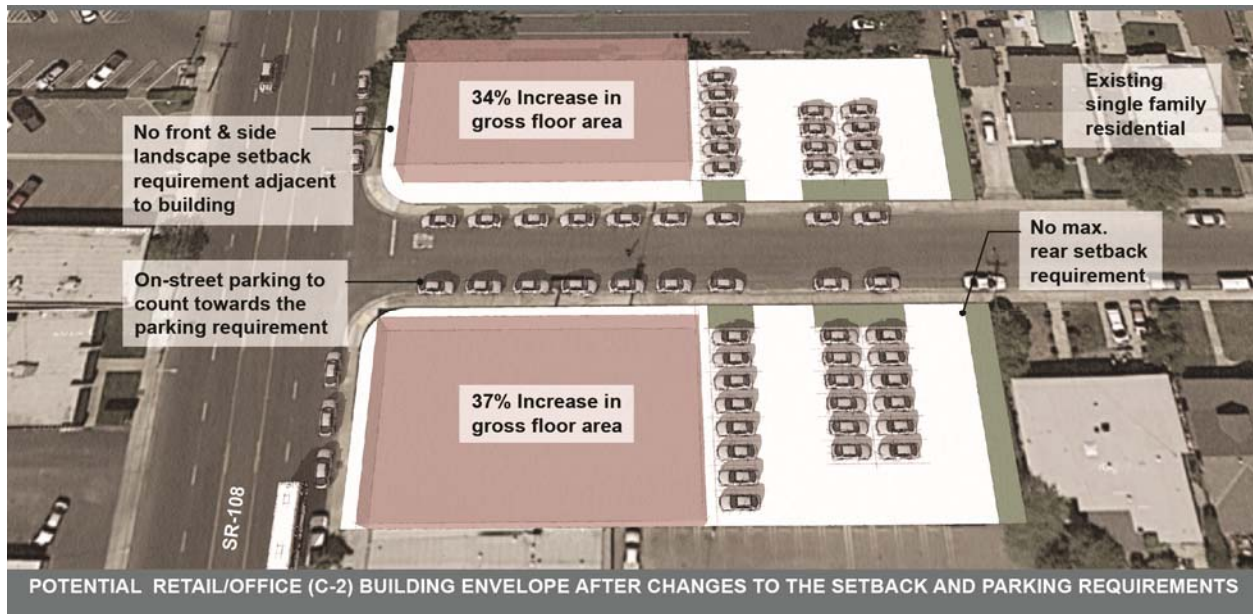 34% Increase in
gross floor area
Existing
single family
residential
No front & side
landscape setback
requirement adjacent
to building
No max.
rear setback
requirement
On-street parking to
count towards the
parking requirement
37% Increase in
gross floor area
SR-108
POTENTIAL RETAIL/OFFICE (C-2) BUILDING ENVELOPE AFTER CHANGES TO THE SETBACK AND PARKING REQUIREMENTS